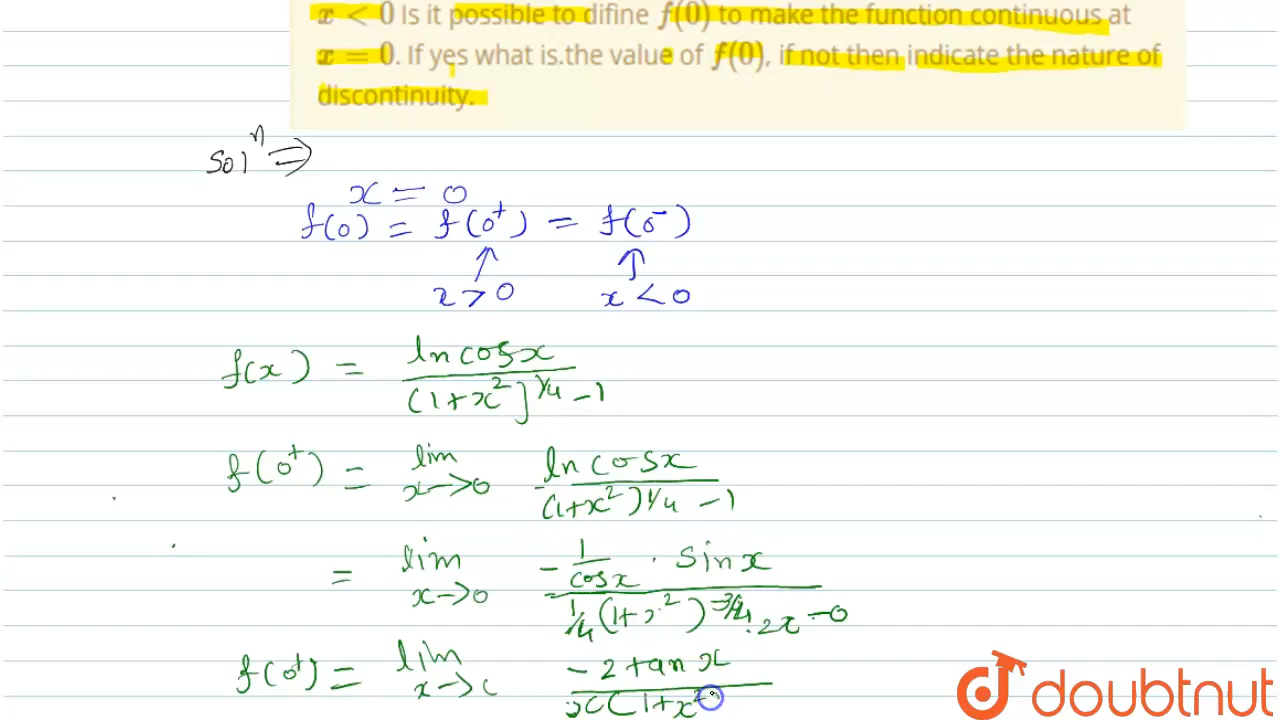 x < 0 Is it possible to difine f(0) to make the function continuous at
x = 0. If yes what is.the value of f(0), if not then indicate the nature of
discontinuity.
Solⁿ ⇒
x = 0
f(0) = f(0⁺) = f(0⁻)
↑ ↑
x > 0 x < 0
f(x) = ln cos x / (1+x²]^1/4 - 1
f(0⁺) = lim x→0 ln cos x / (1+x²)^1/4 - 1
= lim x→0 - 1/cos x · sin x / 1/4 (1+x²)^-3/4 · 2x - 0
f(0⁺) = lim x→ - 2 tan x / x(1+x²
doubtnut